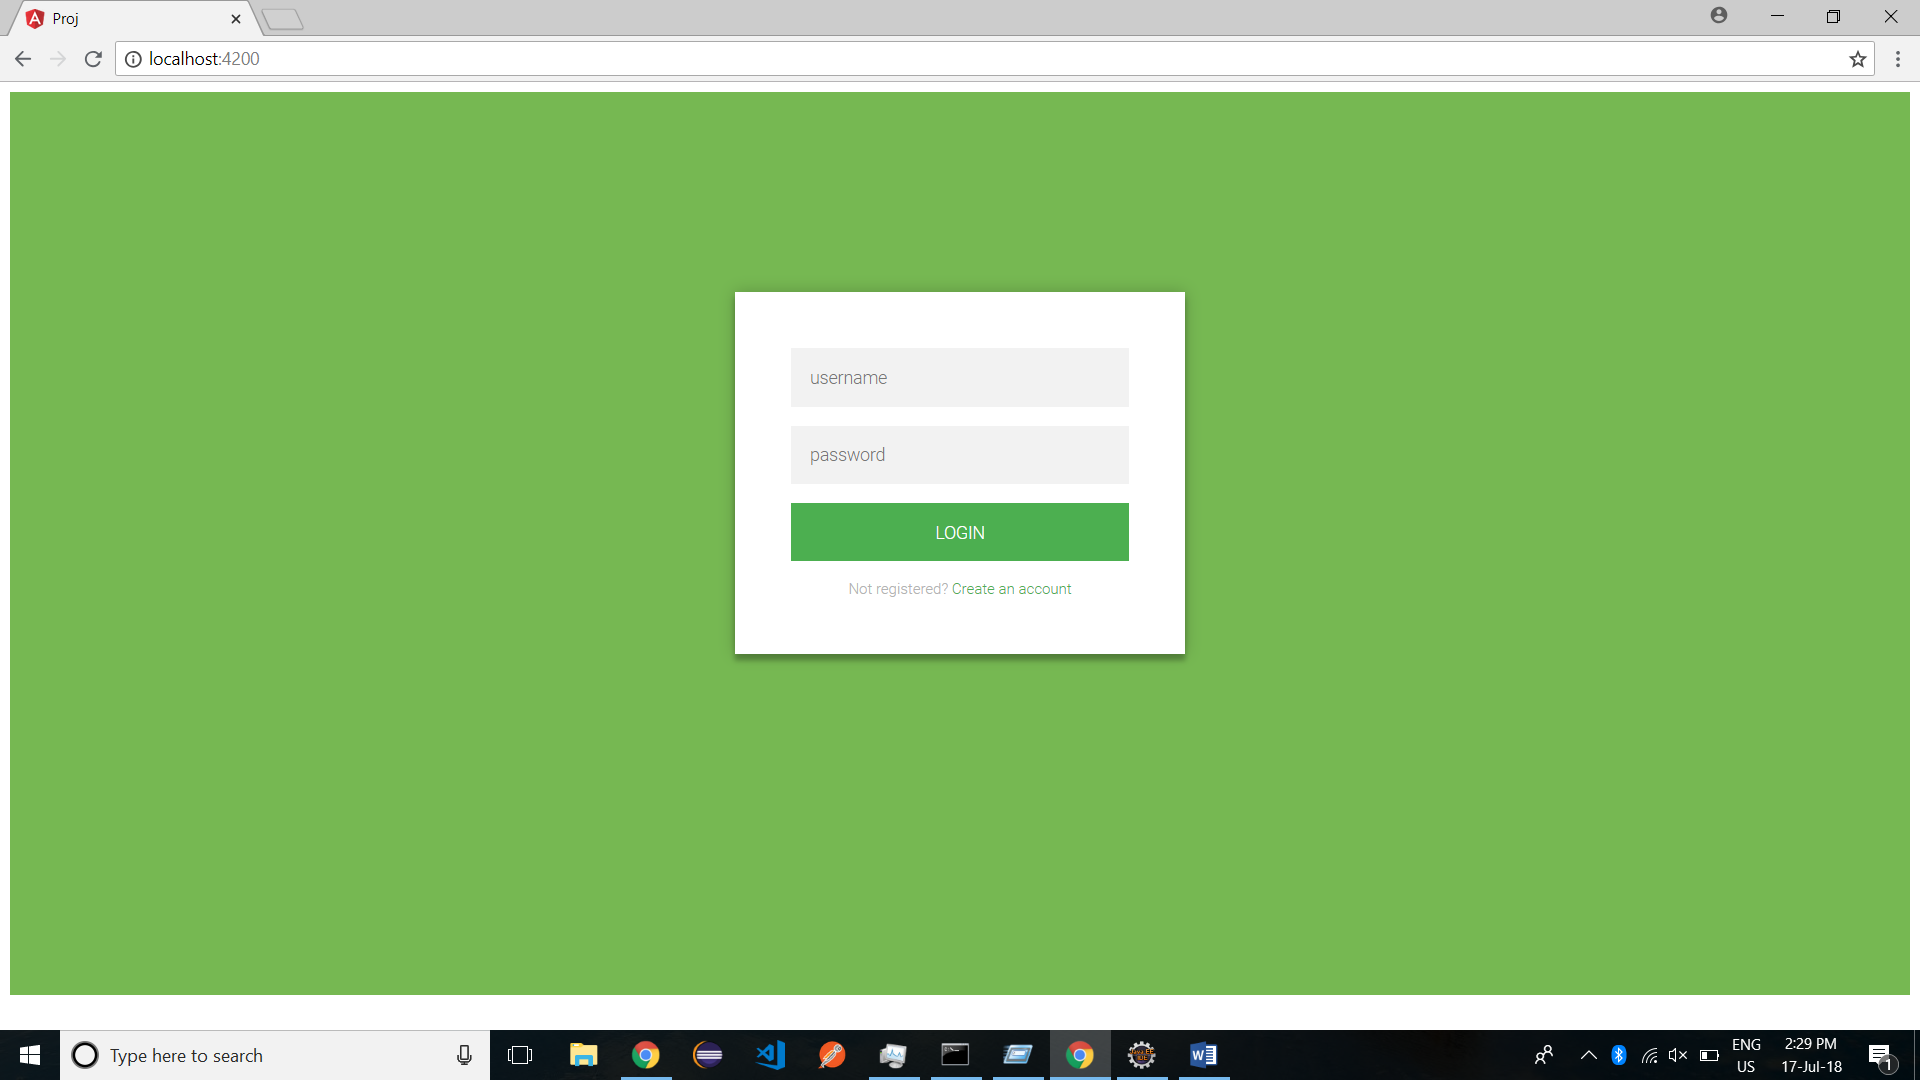 Proj
localhost:4200
username
password
LOGIN
Not registered? Create an account
Type here to search
ENG
US
2:29 PM
17-Jul-18
1